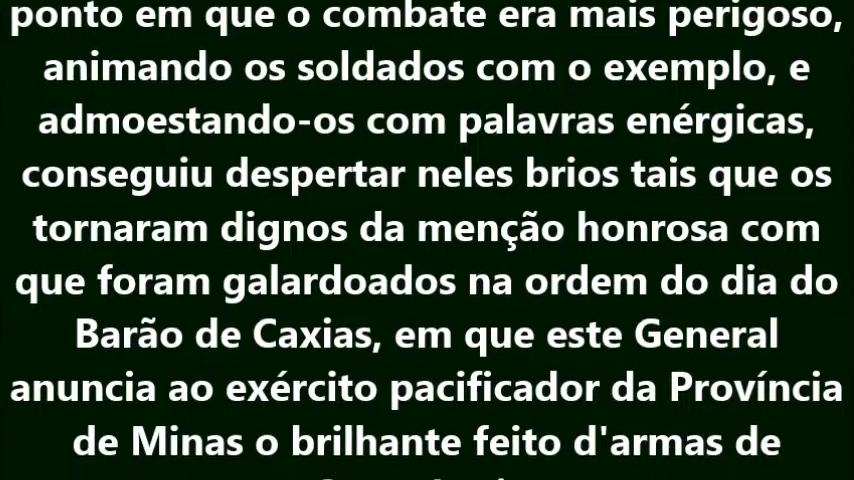 ponto em que o combate era mais perigoso,
animando os soldados com o exemplo, e
admoestando-os com palavras enérgicas,
conseguiu despertar neles brios tais que os
tornaram dignos da menção honrosa com
que foram galardoados na ordem do dia do
Barão de Caxias, em que este General
anuncia ao exército pacificador da Província
de Minas o brilhante feito d'armas de